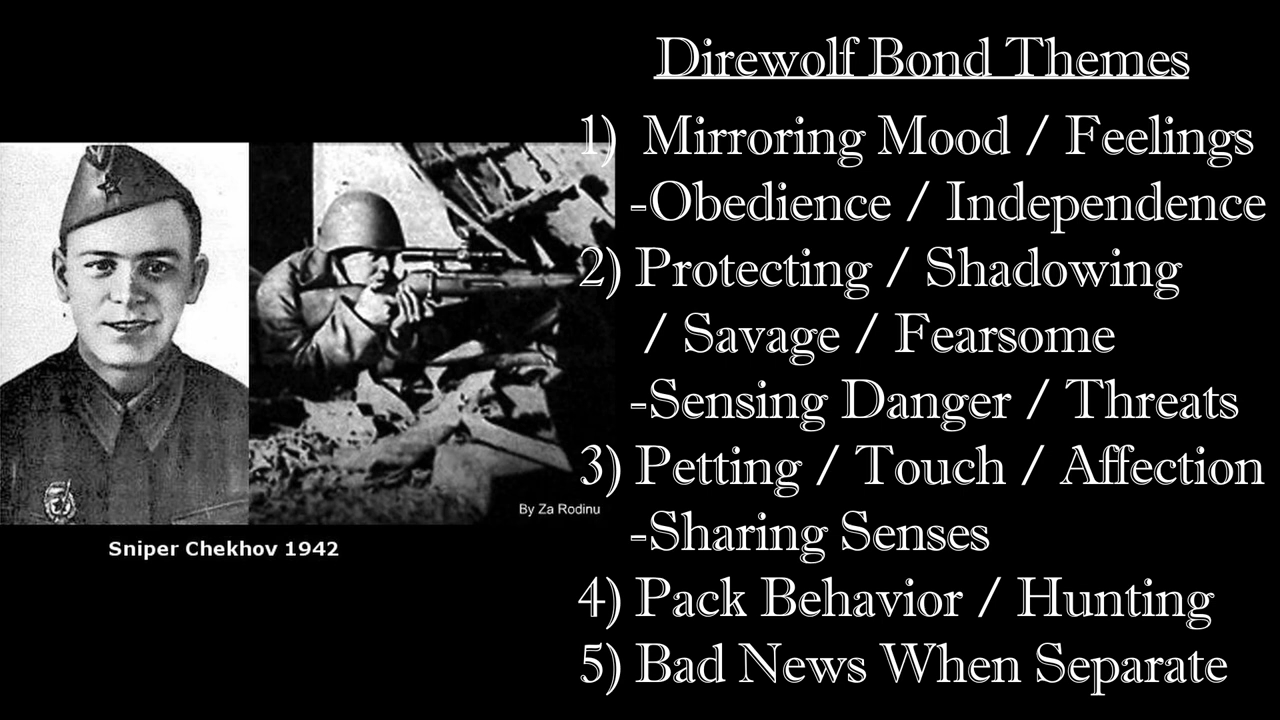 Direwolf Bond Themes
1) Mirroring Mood / Feelings
-Obedience / Independence
2) Protecting / Shadowing
/ Savage / Fearsome
-Sensing Danger / Threats
3) Petting / Touch / Affection
-Sharing Senses
4) Pack Behavior / Hunting
5) Bad News When Separate
By Za Rodinu
Sniper Chekhov 1942